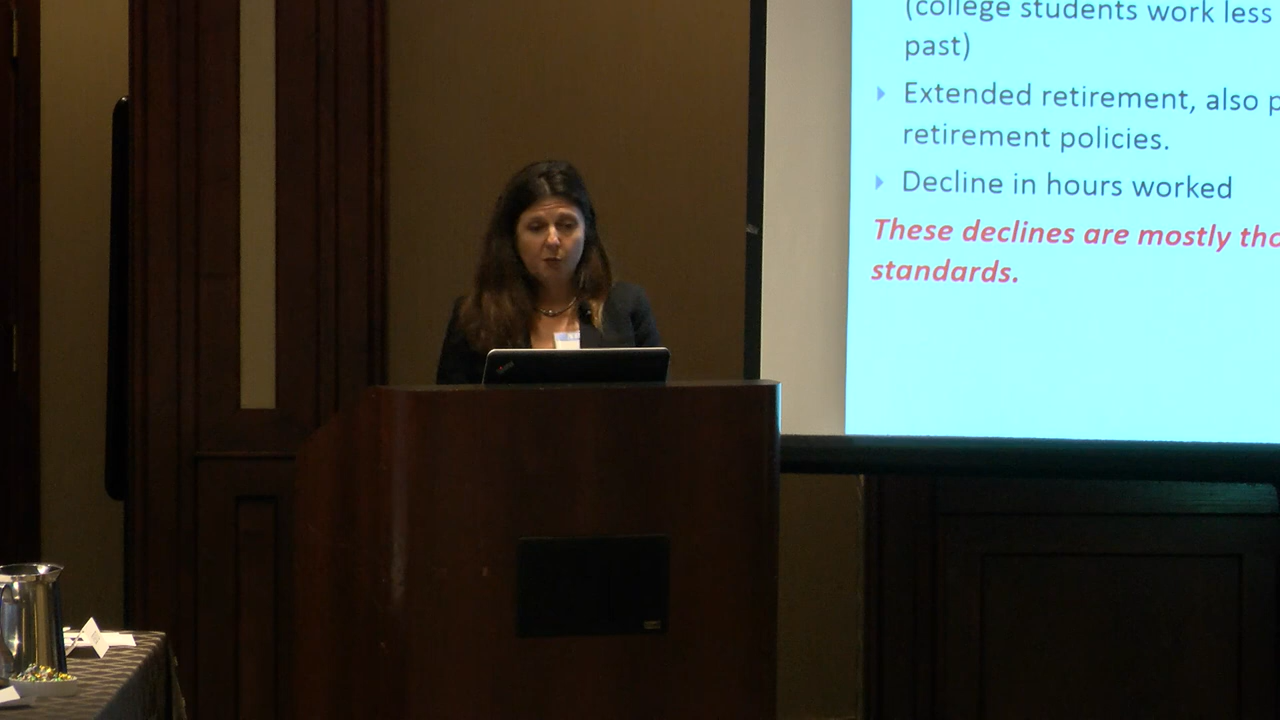 (college students work less
past)
Extended retirement, also p
retirement policies.
Decline in hours worked
These declines are mostly tho
standards.